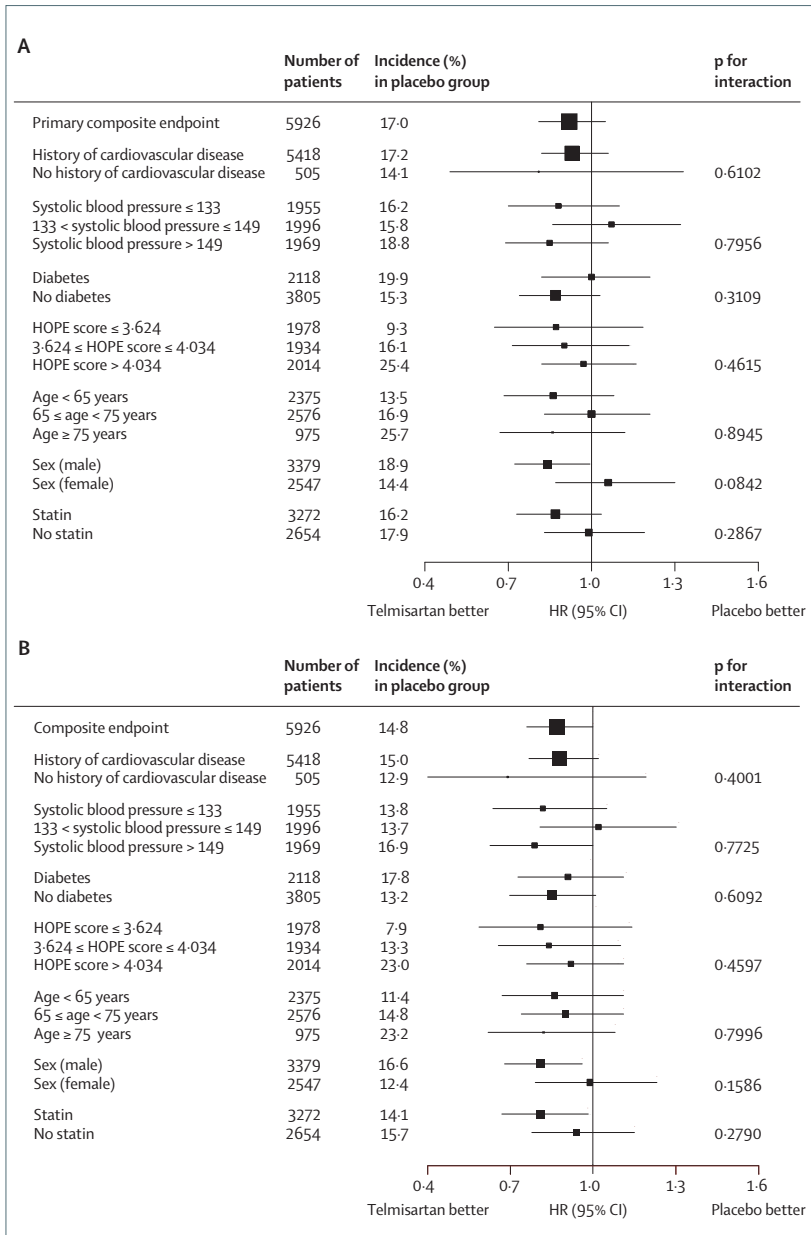 A
Number of patients Incidence (%) in placebo group p for interaction
Primary composite endpoint 5926 17·0
History of cardiovascular disease 5418 17·2
No history of cardiovascular disease 505 14·1 0·6102
Systolic blood pressure ≤ 133 1955 16·2
133 < systolic blood pressure ≤ 149 1996 15·8
Systolic blood pressure > 149 1969 18·8 0·7956
Diabetes 2118 19·9
No diabetes 3805 15·3 0·3109
HOPE score ≤ 3·624 1978 9·3
3·624 ≤ HOPE score ≤ 4·034 1934 16·1
HOPE score > 4·034 2014 25·4 0·4615
Age < 65 years 2375 13·5
65 ≤ age < 75 years 2576 16·9
Age ≥ 75 years 975 25·7 0·8945
Sex (male) 3379 18·9
Sex (female) 2547 14·4 0·0842
Statin 3272 16·2
No statin 2654 17·9 0·2867
0·4 0·7 1·0 1·3 1·6
Telmisartan better HR (95% CI) Placebo better
B
Number of patients Incidence (%) in placebo group p for interaction
Composite endpoint 5926 14·8
History of cardiovascular disease 5418 15·0
No history of cardiovascular disease 505 12·9 0·4001
Systolic blood pressure ≤ 133 1955 13·8
133 < systolic blood pressure ≤ 149 1996 13·7
Systolic blood pressure > 149 1969 16·9 0·7725
Diabetes 2118 17·8
No diabetes 3805 13·2 0·6092
HOPE score ≤ 3·624 1978 7·9
3·624 ≤ HOPE score ≤ 4·034 1934 13·3
HOPE score > 4·034 2014 23·0 0·4597
Age < 65 years 2375 11·4
65 ≤ age < 75 years 2576 14·8
Age ≥ 75 years 975 23·2 0·7996
Sex (male) 3379 16·6
Sex (female) 2547 12·4 0·1586
Statin 3272 14·1
No statin 2654 15·7 0·2790
0·4 0·7 1·0 1·3 1·6
Telmisartan better HR (95% CI) Placebo better